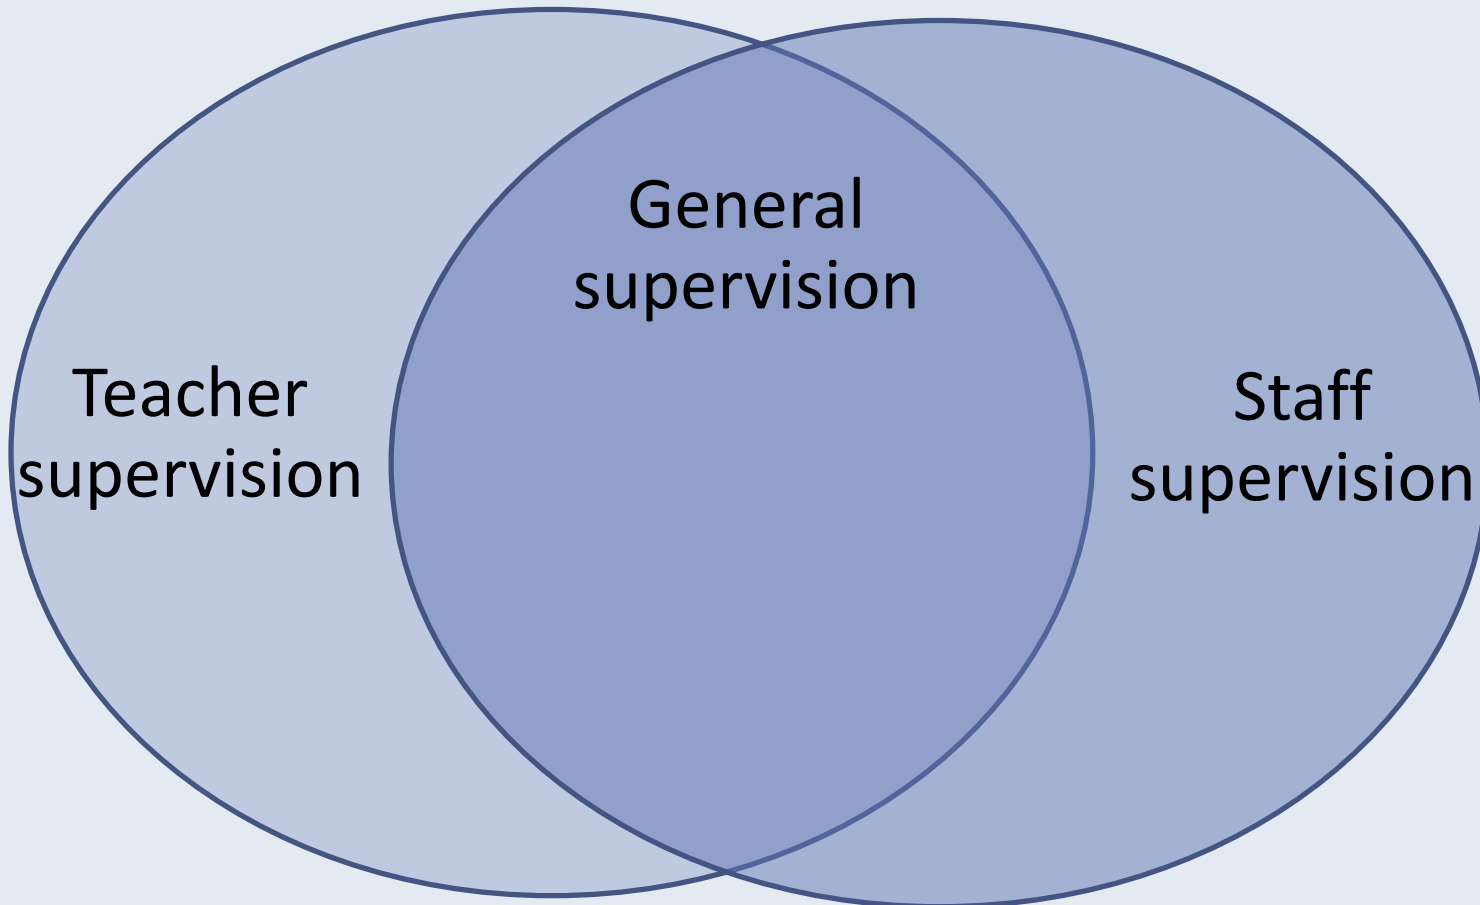 General
supervision
Teacher
supervision
Staff
supervision